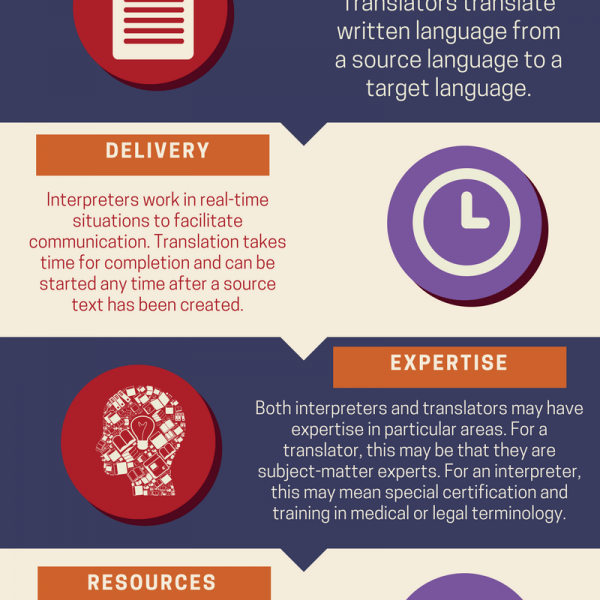 Translators translate
written language from
a source language to a
target language.
DELIVERY
Interpreters work in real-time
situations to facilitate
communication. Translation takes
time for completion and can be
started any time after a source
text has been created.
EXPERTISE
Both interpreters and translators may have
expertise in particular areas. For a
translator, this may be that they are
subject-matter experts. For an interpreter,
this may mean special certification and
training in medical or legal terminology.
RESOURCES